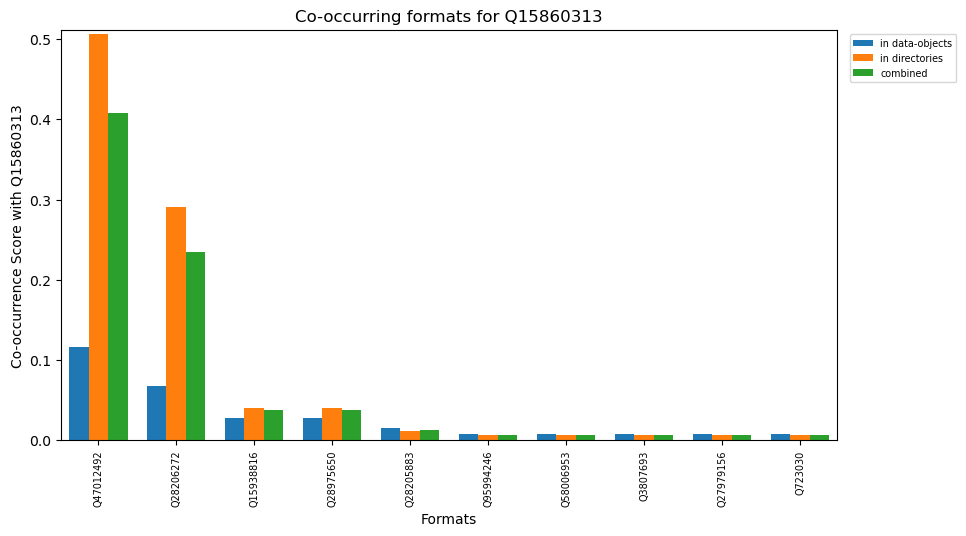 Co-occurring formats for Q15860313
in data-objects
in directories
combined
Co-occurrence Score with Q15860313
0.5
0.4
0.3
0.2
0.1
0.0
Q47012492
Q28206272
Q15938816
Q28975650
Q28205883
Q95994246
Q58006953
Q3807693
Q27979156
Q723030
Formats